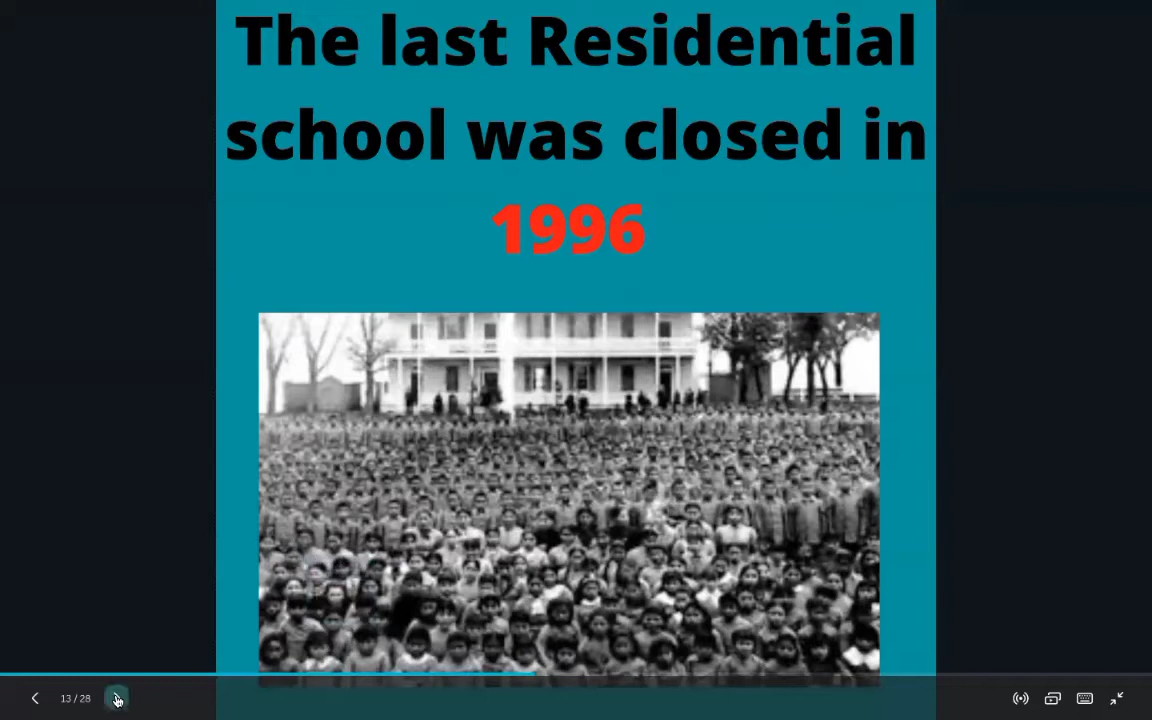 The last Residential
school was closed in
1996
13 / 28